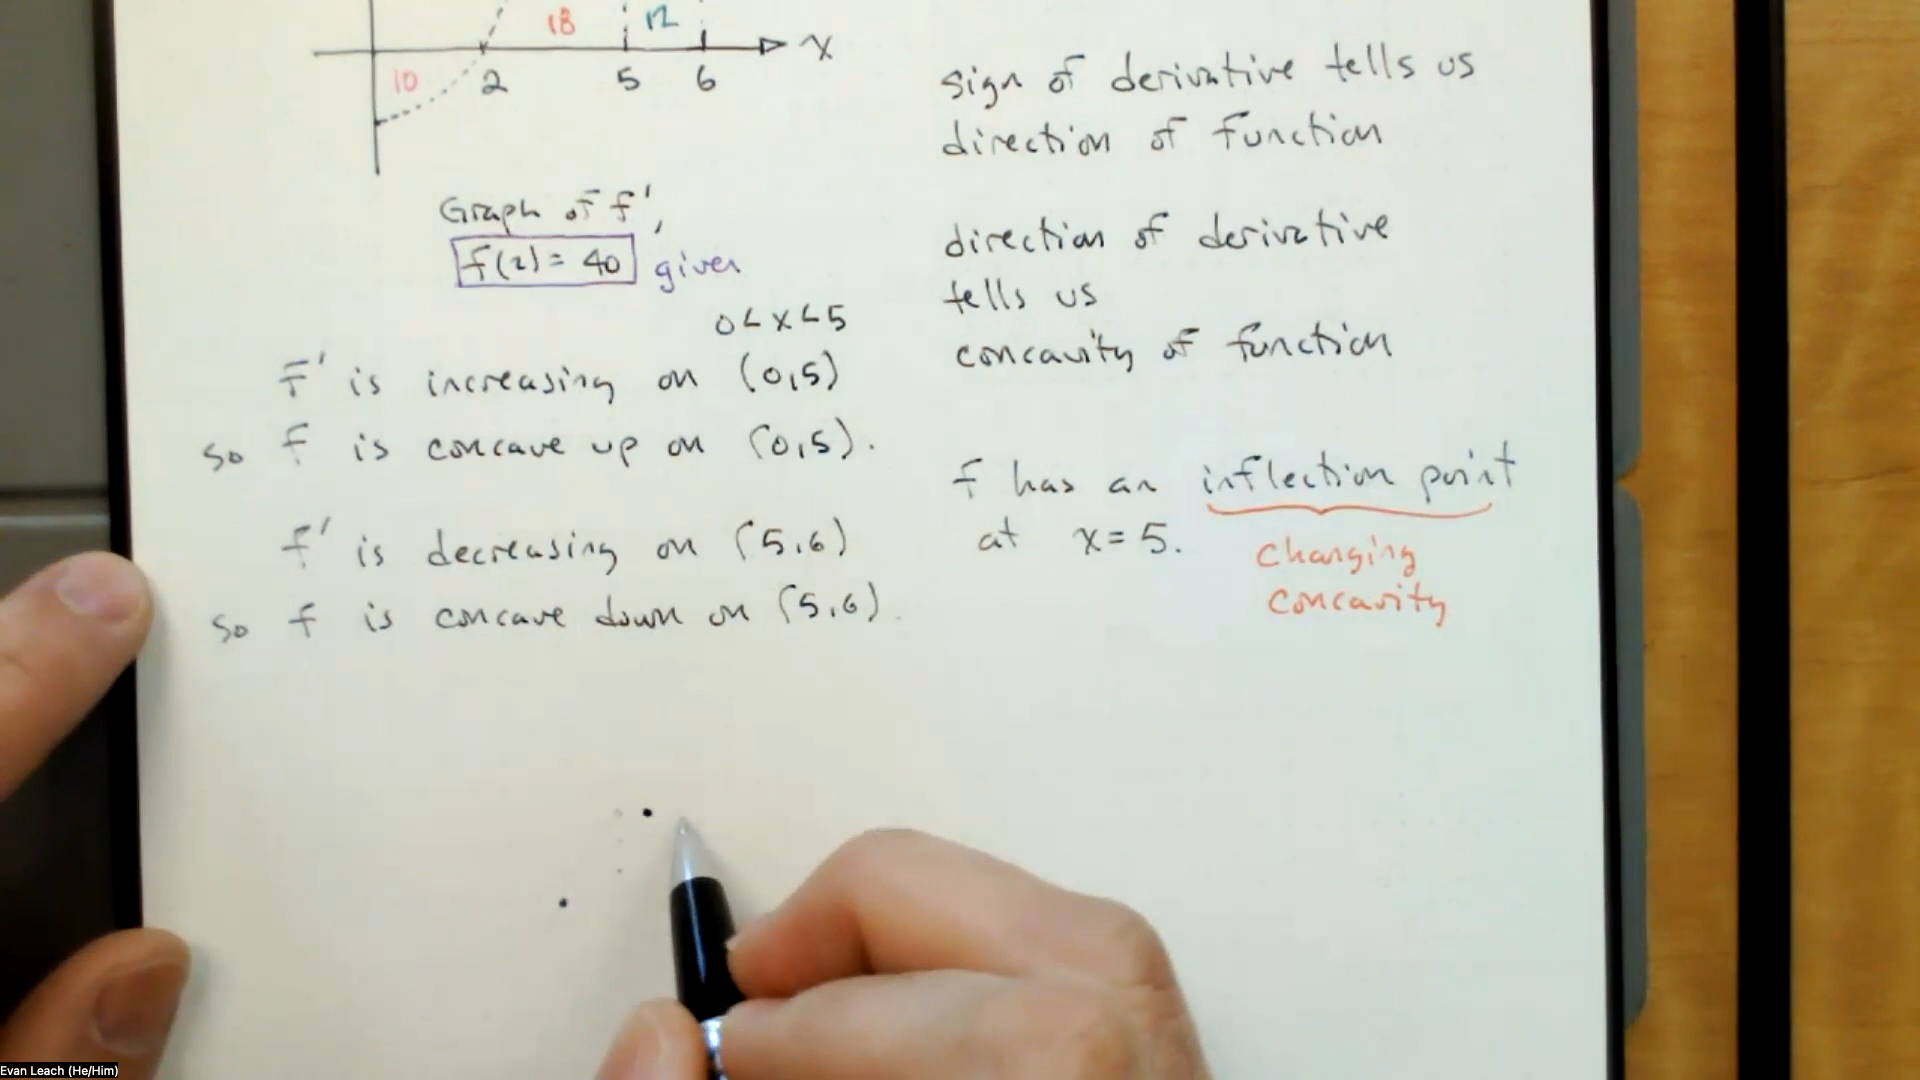 18 12
x
10 2 5 6
Graph of f',
f(2) = 40 given
0<x<5
f' is increasing on (0,5)
so f is concave up on (0,5).
f' is decreasing on (5,6)
so f is concave down on (5,6).
sign of derivative tells us
direction of function
direction of derivative
tells us
concavity of function
f has an inflection point
at x=5.
changing
concavity
Evan Leach (He/Him)